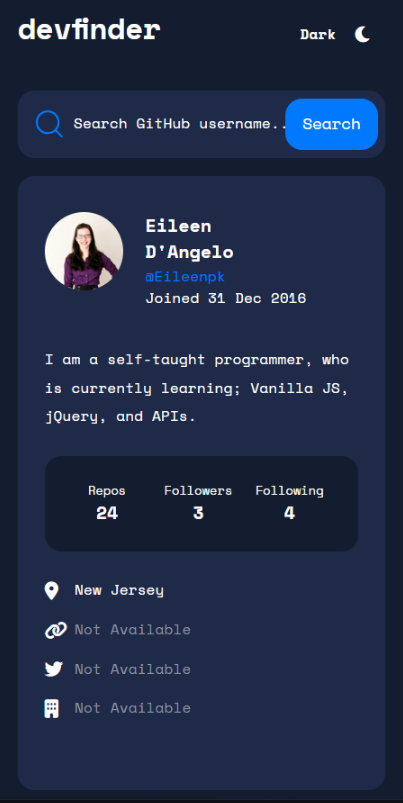 devfinder
Dark
Search GitHub username..
Search
Eileen
D'Angelo
@Eileenpk
Joined 31 Dec 2016
I am a self-taught programmer, who
is currently learning; Vanilla JS,
jQuery, and APIs.
Repos Followers Following
24 3 4
New Jersey
Not Available
Not Available
Not Available